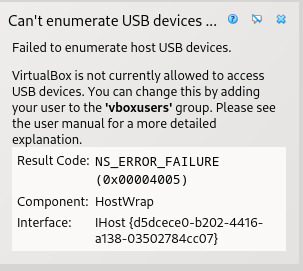 Can't enumerate USB devices ...
Failed to enumerate host USB devices.
VirtualBox is not currently allowed to access
USB devices. You can change this by adding
your user to the 'vboxusers' group. Please see
the user manual for a more detailed
explanation.
Result Code: NS_ERROR_FAILURE
(0x00004005)
Component: HostWrap
Interface: IHost {d5dcece0-b202-4416-
a138-03502784cc07}